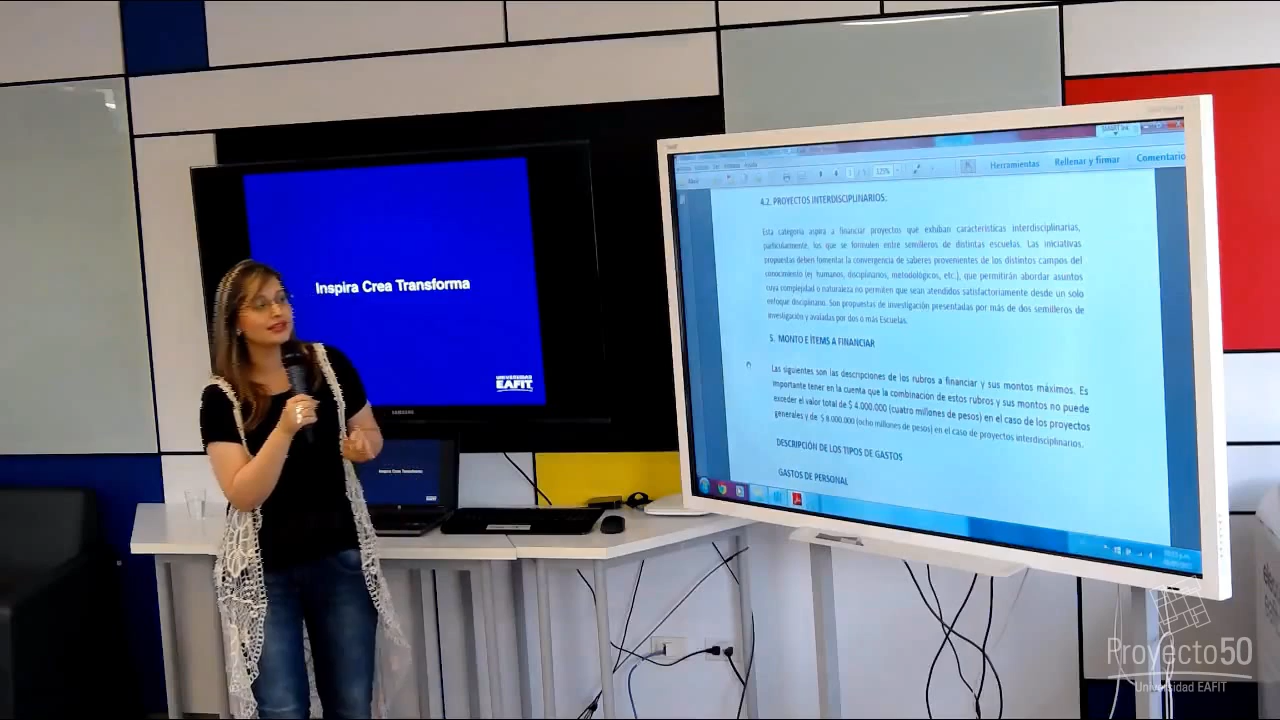 Inspira Crea Transforma
UNIVERSIDAD
EAFIT
SAMSUNG
Inspira Crea Transforma
EAFIT
SMART Ink
Herramientas
Rellenar y firmar
Comentario
125%
4.2. PROYECTOS INTERDISCIPLINARIOS.
Esta categoría aspira a financiar proyectos que exhiban características interdisciplinarias,
particularmente, los que se formulen entre semilleros de distintas escuelas. Las iniciativas
propuestas deben fomentar la convergencia de saberes provenientes de los distintos campos del
conocimiento (ej: humanos, disciplinarios, metodológicos, etc.), que permitirán abordar asuntos
cuya complejidad o naturaleza no permiten que sean atendidos satisfactoriamente desde un solo
enfoque disciplinario. Son propuestas de investigación presentadas por más de dos semilleros de
investigación y avaladas por dos o más Escuelas.
5. MONTO E ÍTEMS A FINANCIAR
Las siguientes son las descripciones de los rubros a financiar y sus montos máximos. Es
importante tener en la cuenta que la combinación de estos rubros y sus montos no puede
exceder el valor total de $ 4.000.000 (cuatro millones de pesos) en el caso de los proyectos
generales y de $ 8.000.000 (ocho millones de pesos) en el caso de proyectos interdisciplinarios.
DESCRIPCIÓN DE LOS TIPOS DE GASTOS
GASTOS DE PERSONAL
Proyecto50
Universidad EAFIT